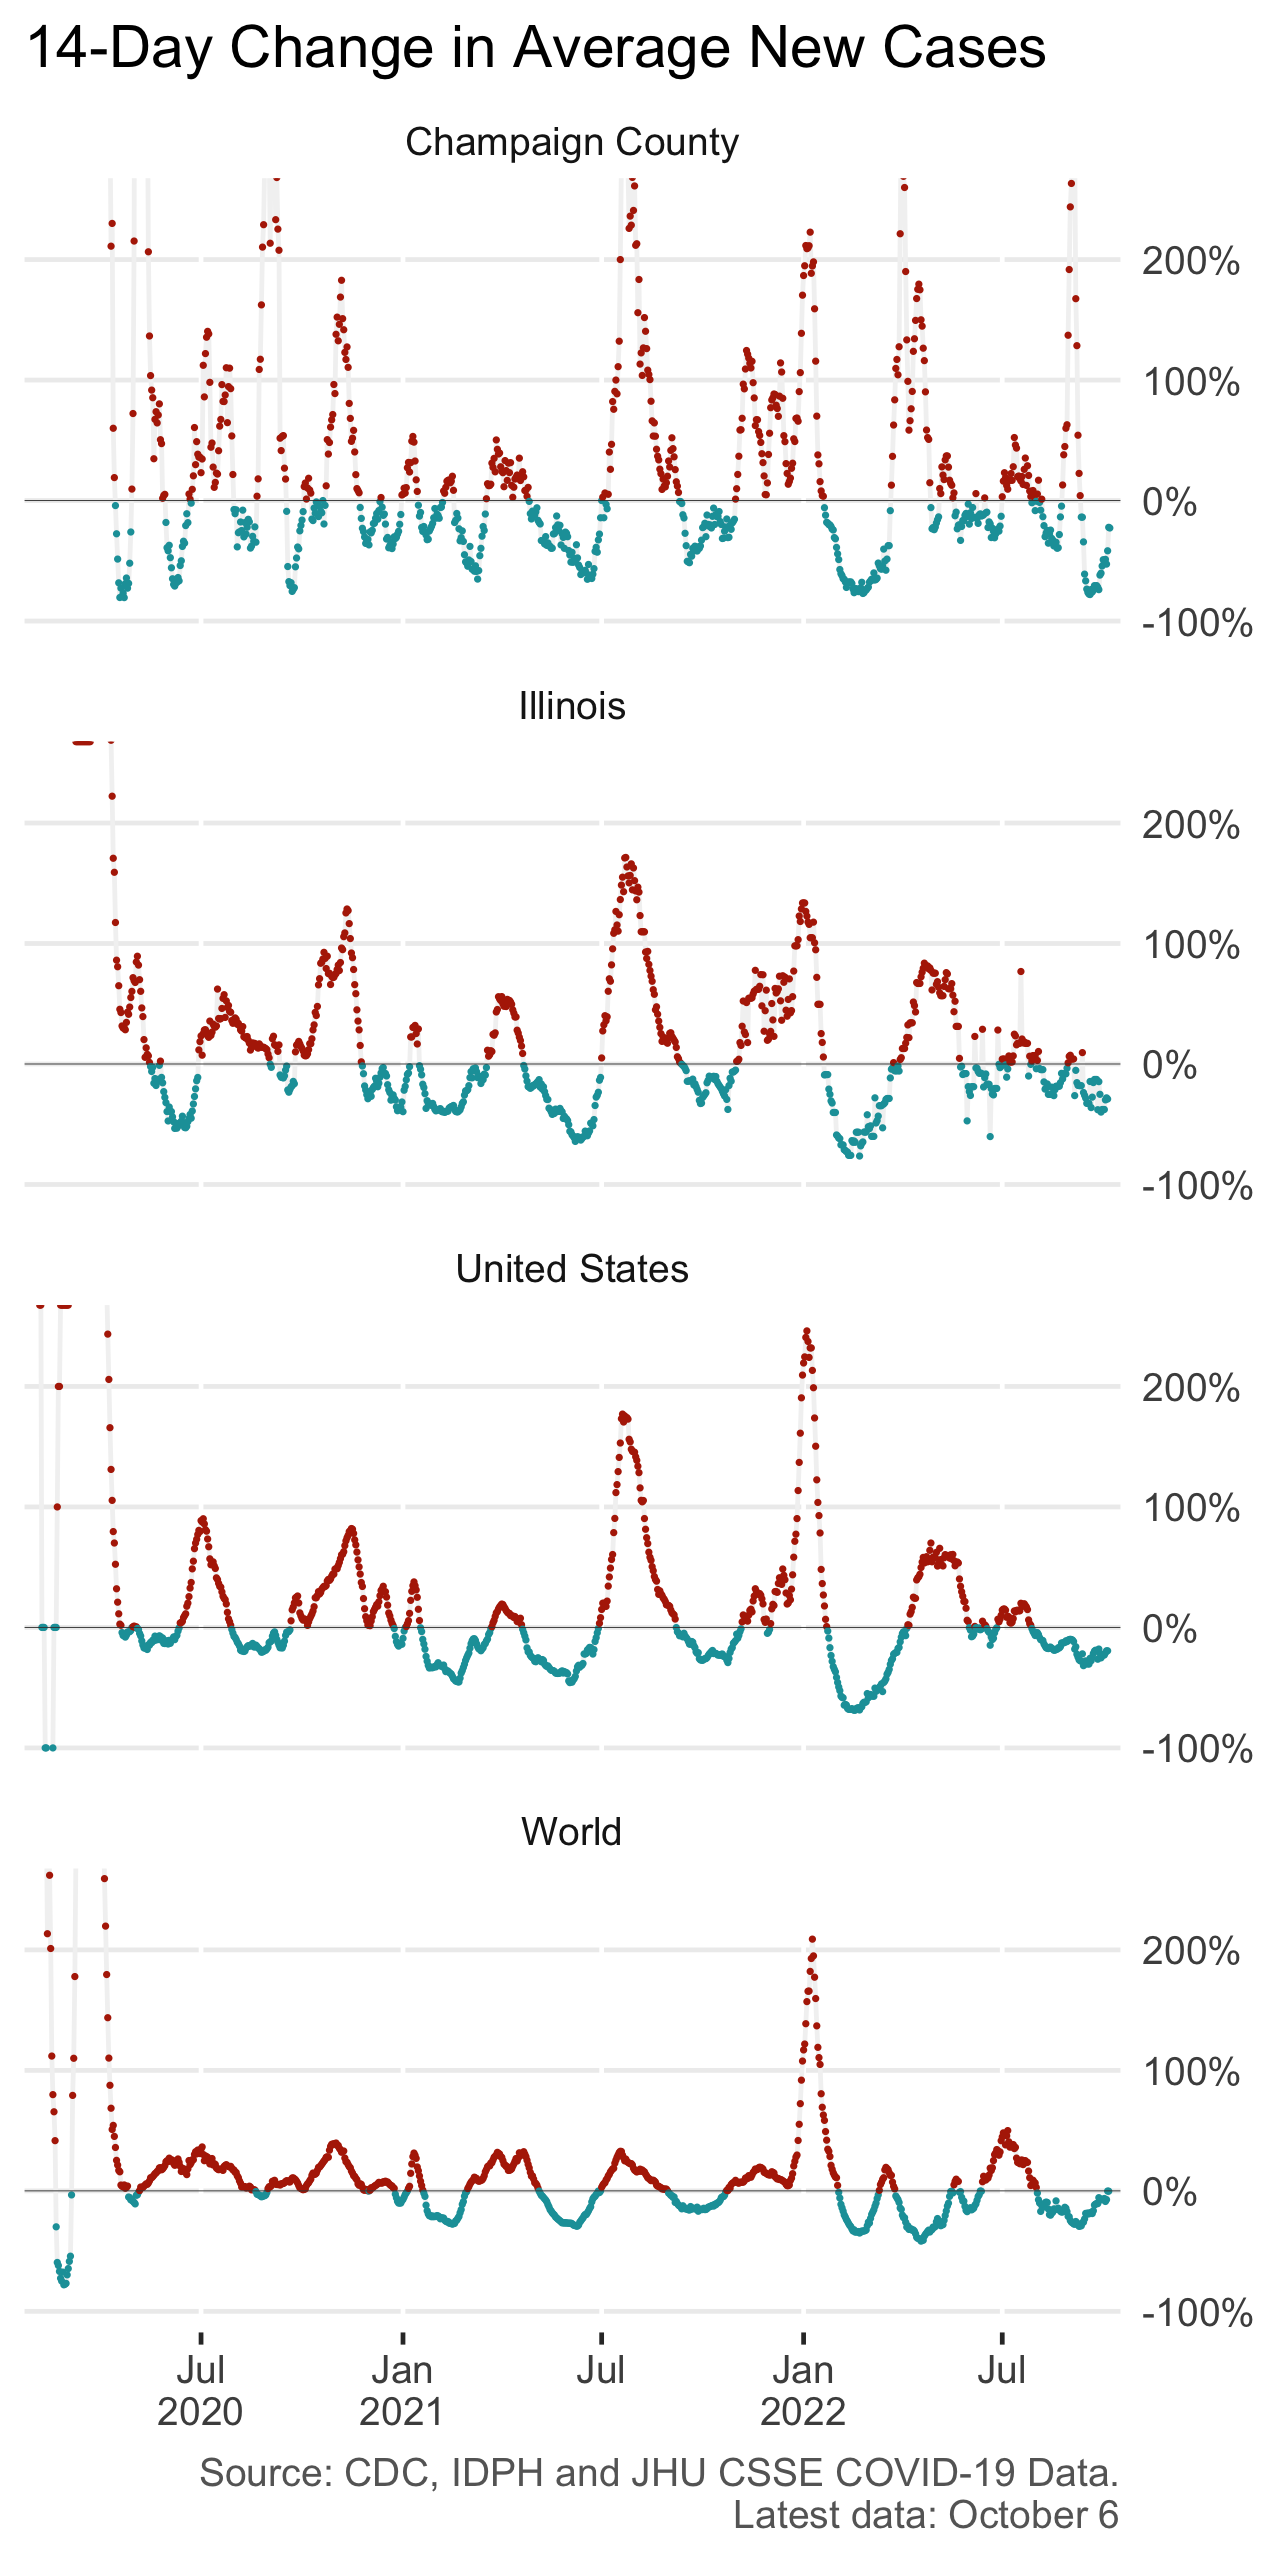 14-Day Change in Average New Cases
Champaign County
200%
100%
0%
-100%
Illinois
200%
100%
0%
-100%
United States
200%
100%
0%
-100%
World
200%
100%
0%
-100%
Jul Jan Jul Jan Jul
2020 2021 2022
Source: CDC, IDPH and JHU CSSE COVID-19 Data.
Latest data: October 6